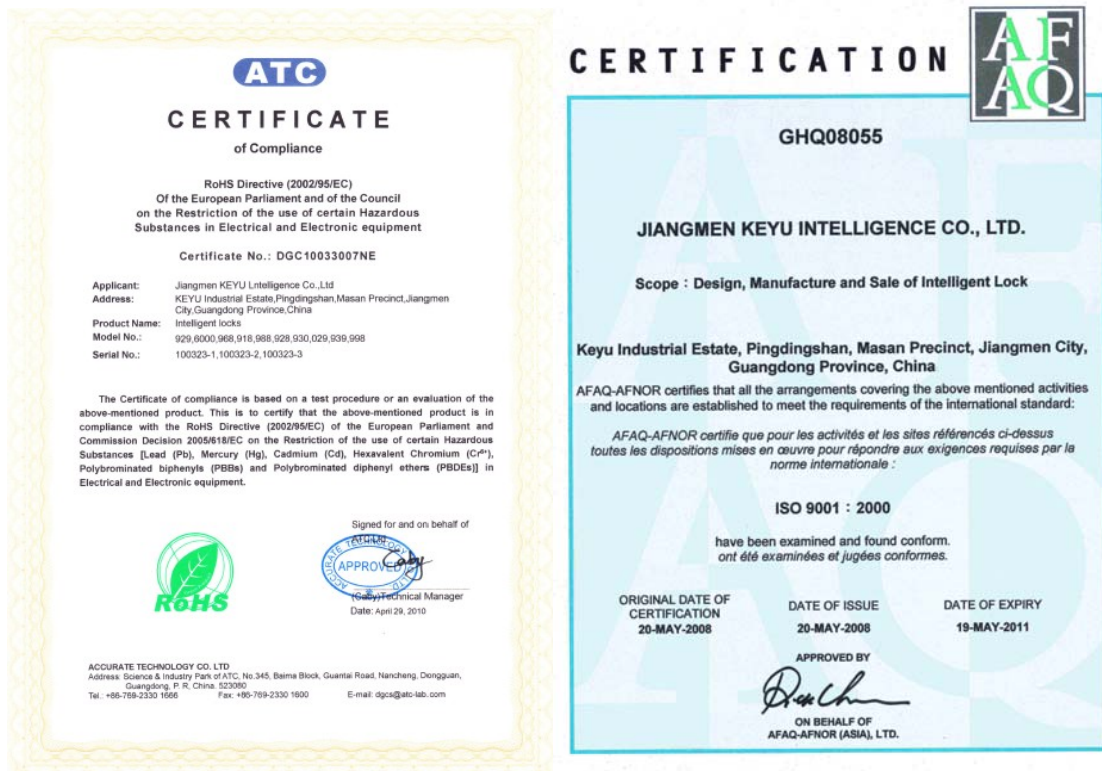 ATC
CERTIFICATE
of Compliance
RoHS Directive (2002/95/EC)
Of the European Parliament and of the Council
on the Restriction of the use of certain Hazardous
Substances in Electrical and Electronic equipment
Certificate No.: DGC10033007NE
Applicant: Jiangmen KEYU Lntelligence Co.,Ltd
Address: KEYU Industrial Estate,Pingdingshan,Masan Precinct,Jiangmen
City,Guangdong Province,China
Product Name: Intelligent locks
Model No.: 929,6000,968,918,988,928,930,029,939,998
Serial No.: 100323-1,100323-2,100323-3
The Certificate of compliance is based on a test procedure or an evaluation of the
above-mentioned product. This is to certify that the above-mentioned product is in
compliance with the RoHS Directive (2002/95/EC) of the European Parliament and
Commission Decision 2005/618/EC on the Restriction of the use of certain Hazardous
Substances [Lead (Pb), Mercury (Hg), Cadmium (Cd), Hexavalent Chromium (Cr⁶⁺),
Polybrominated biphenyls (PBBs) and Polybrominated diphenyl ethers (PBDEs)] in
Electrical and Electronic equipment.
RoHS
Signed for and on behalf of
ATC Ltd
ACCURATE TECHNOLOGY CO. LTD
APPROVED
(Gaby)Technical Manager
Date: April 29, 2010
ACCURATE TECHNOLOGY CO. LTD
Address: Science & Industry Park of ATC, No.345, Baima Block, Guantai Road, Nancheng, Dongguan,
Guangdong, P. R, China. 523080
Tel.: +86-769-2330 1666 Fax: +86-769-2330 1600 E-mail: dgcs@atc-lab.com
CERTIFICATION
AF
AQ
GHQ08055
JIANGMEN KEYU INTELLIGENCE CO., LTD.
Scope : Design, Manufacture and Sale of Intelligent Lock
Keyu Industrial Estate, Pingdingshan, Masan Precinct, Jiangmen City,
Guangdong Province, China
AFAQ-AFNOR certifies that all the arrangements covering the above mentioned activities
and locations are established to meet the requirements of the international standard:
AFAQ-AFNOR certifie que pour les activités et les sites référencés ci-dessus
toutes les dispositions mises en œuvre pour répondre aux exigences requises par la
norme internationale :
ISO 9001 : 2000
have been examined and found conform.
ont été examinées et jugées conformes.
ORIGINAL DATE OF
CERTIFICATION
20-MAY-2008
DATE OF ISSUE
20-MAY-2008
DATE OF EXPIRY
19-MAY-2011
APPROVED BY
ON BEHALF OF
AFAQ-AFNOR (ASIA), LTD.